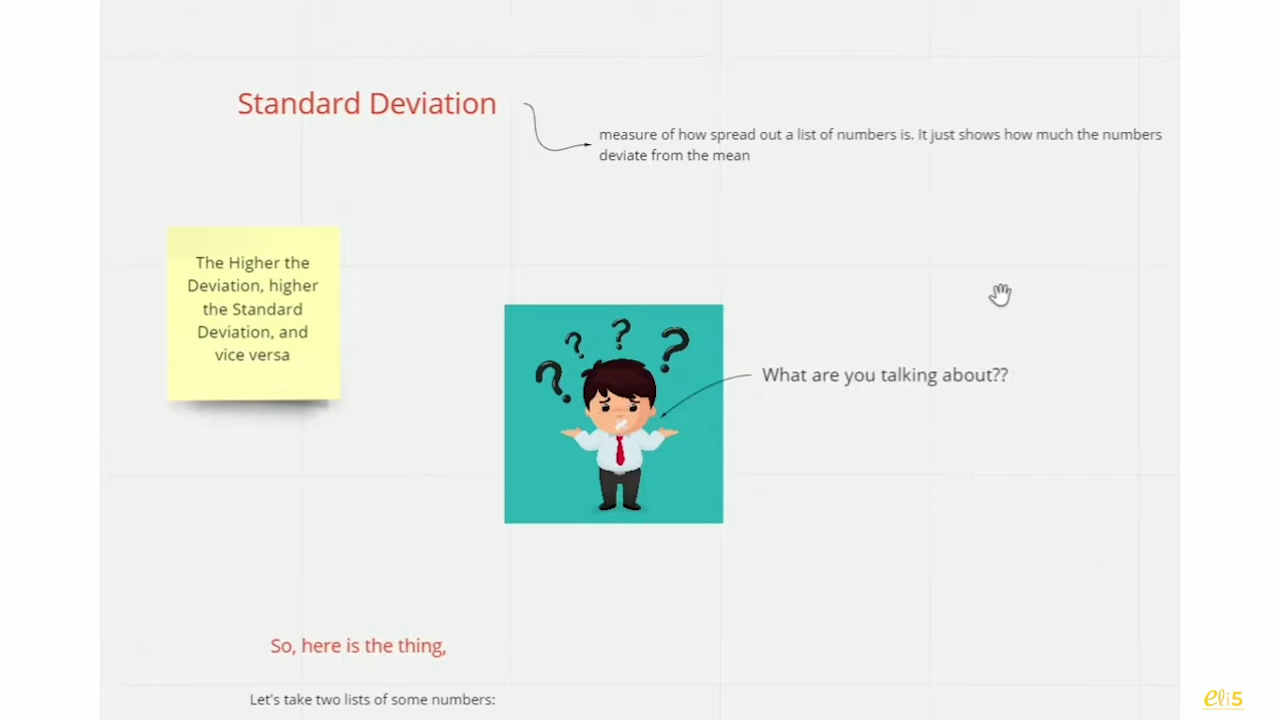 Standard Deviation
measure of how spread out a list of numbers is. It just shows how much the numbers
deviate from the mean
The Higher the
Deviation, higher
the Standard
Deviation, and
vice versa
? ? ? ?
What are you talking about??
So, here is the thing,
Let's take two lists of some numbers:
eli5